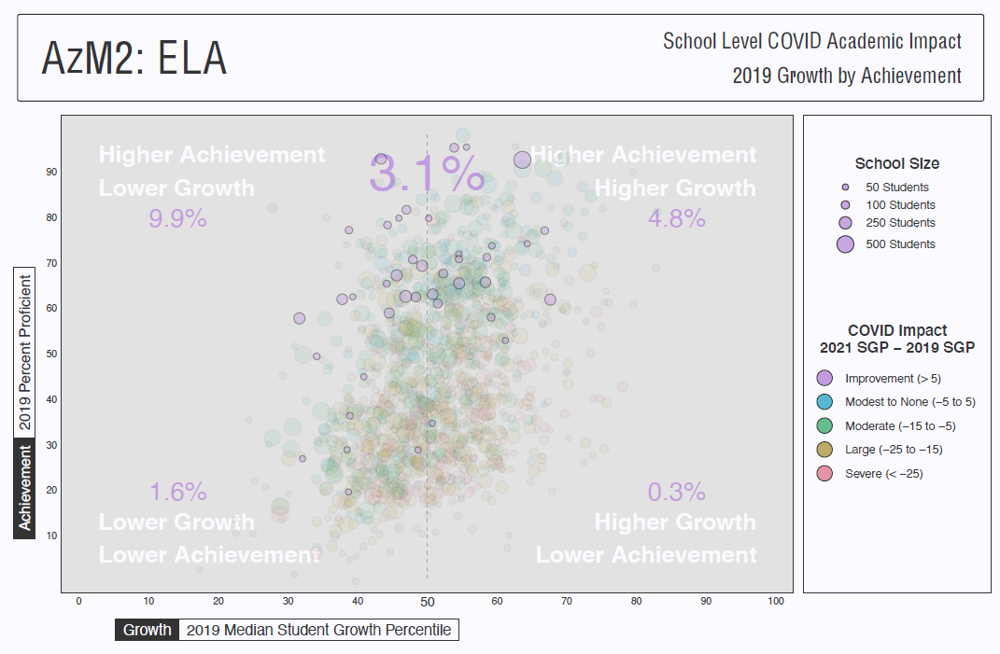 AzM2: ELA
School Level COVID Academic Impact
2019 Growth by Achievement
Higher Achievement
Lower Growth
9.9%
3.1%
Higher Achievement
Higher Growth
4.8%
1.6%
Lower Growth
Lower Achievement
0.3%
Higher Growth
Lower Achievement
90
80
70
60
50
40
30
20
10
0
10
20
30
40
50
60
70
80
90
100
Achievement 2019 Percent Proficient
Growth 2019 Median Student Growth Percentile
School Size
50 Students
100 Students
250 Students
500 Students
COVID Impact
2021 SGP − 2019 SGP
Improvement (> 5)
Modest to None (−5 to 5)
Moderate (−15 to −5)
Large (−25 to −15)
Severe (< −25)